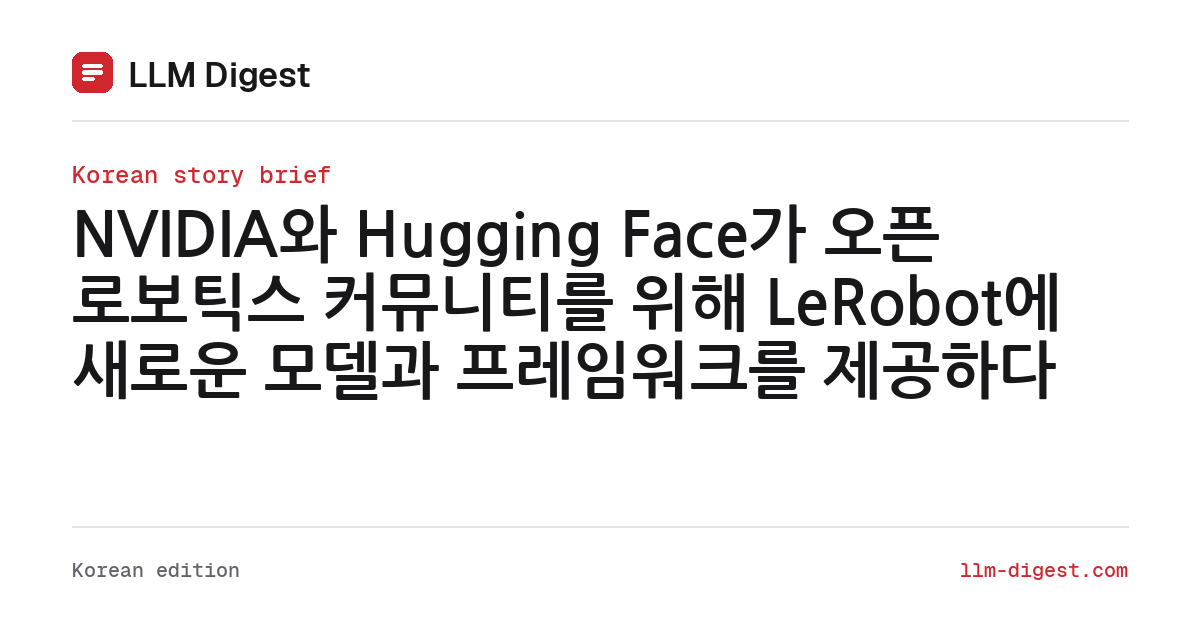 LLM Digest
Korean story brief
NVIDIA와 Hugging Face가 오픈
로보틱스 커뮤니티를 위해 LeRobot에
새로운 모델과 프레임워크를 제공하다
Korean edition
llm-digest.com